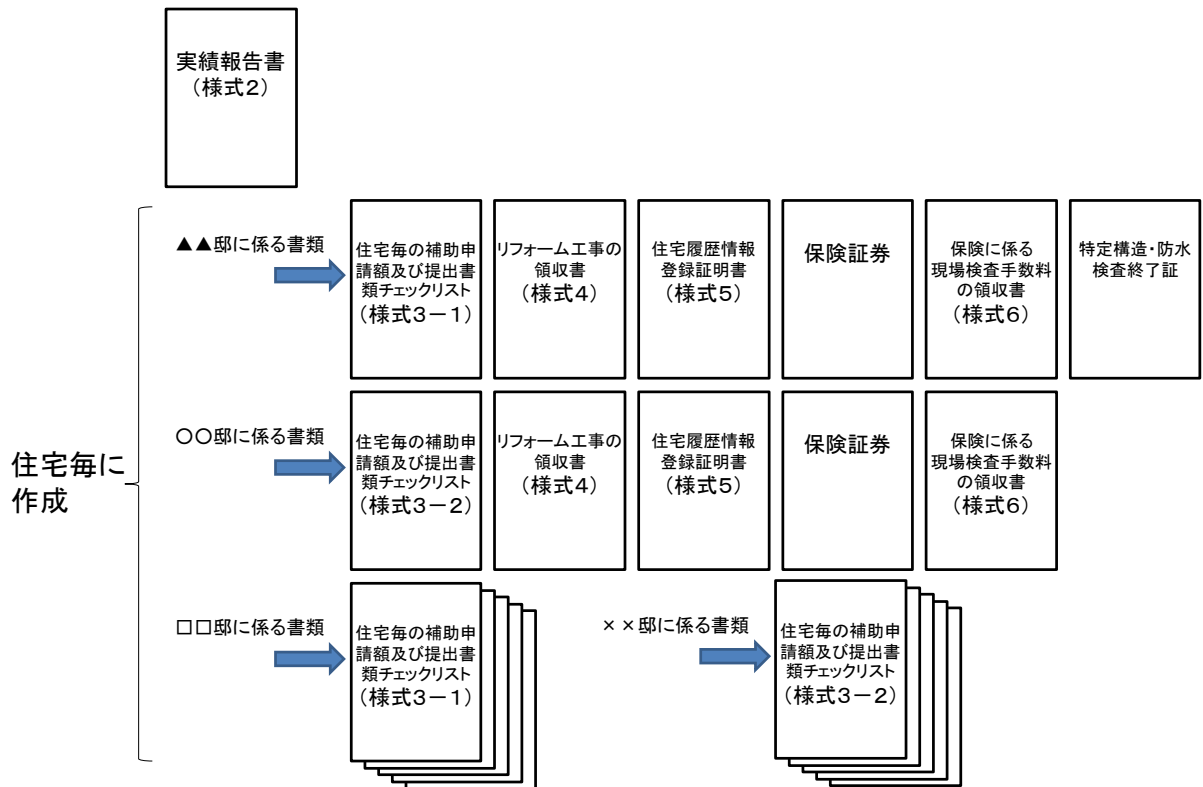 実績報告書
（様式２）
▲▲邸に係る書類
住宅毎の補助申
請額及び提出書
類チェックリスト
（様式３－１）
リフォーム工事の
領収書
（様式４）
住宅履歴情報
登録証明書
（様式５）
保険証券
保険に係る
現場検査手数料
の領収書
（様式６）
特定構造・防水
検査終了証
住宅毎に
作成
○○邸に係る書類
住宅毎の補助申
請額及び提出書
類チェックリスト
（様式３－２）
リフォーム工事の
領収書
（様式４）
住宅履歴情報
登録証明書
（様式５）
保険証券
保険に係る
現場検査手数料
の領収書
（様式６）
□□邸に係る書類
住宅毎の補助申
請額及び提出書
類チェックリスト
（様式３－１）
××邸に係る書類
住宅毎の補助申
請額及び提出書
類チェックリスト
（様式３－２）